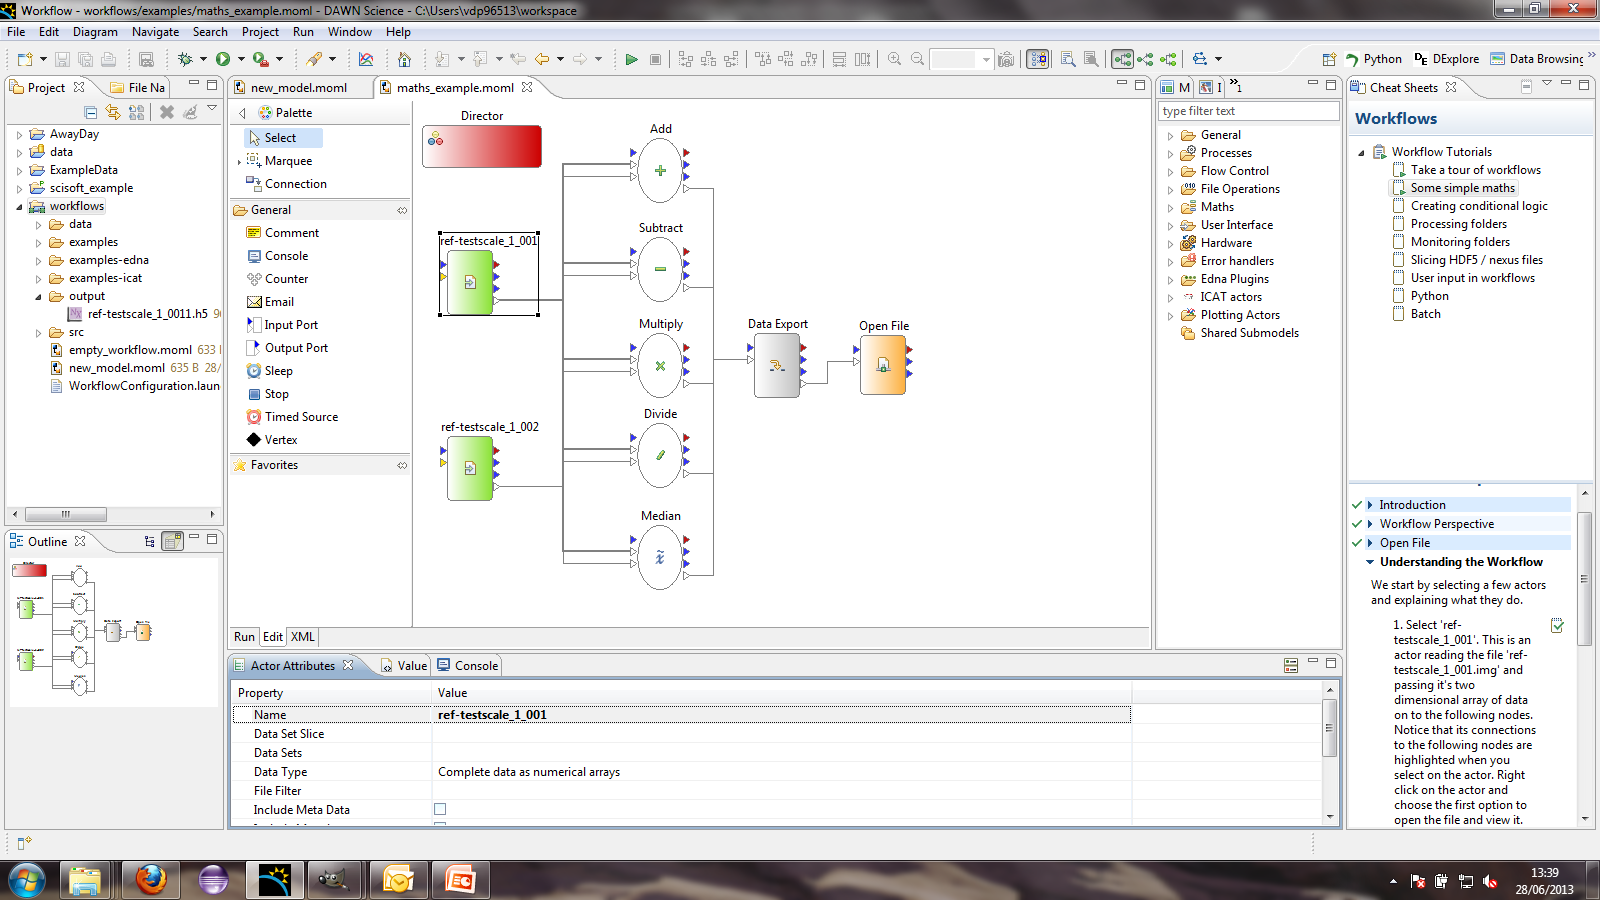 Workflow - workflows/examples/maths_example.moml - DAWN Science - C:\Users\vdp96513\workspace
File Edit Diagram Navigate Search Project Run Window Help
Python DExplore Data Browsing
Project File Na
AwayDay
data
ExampleData
scisoft_example
workflows
data
examples
examples-edna
examples-icat
output
ref-testscale_1_0011.h5
src
empty_workflow.moml 633
new_model.moml 635 B 28/
WorkflowConfiguration.laun
Outline
new_model.moml maths_example.moml
Palette
Select
Marquee
Connection
General
Comment
Console
Counter
Email
Input Port
Output Port
Sleep
Stop
Timed Source
Vertex
Favorites
Director
Add
ref-testscale_1_001
Subtract
Multiply
Data Export
Open File
Divide
ref-testscale_1_002
Median
Run Edit XML
Actor Attributes Value Console
Property Value
Name ref-testscale_1_001
Data Set Slice
Data Sets
Data Type Complete data as numerical arrays
File Filter
Include Meta Data
M I »1
type filter text
General
Processes
Flow Control
File Operations
Maths
User Interface
Hardware
Error handlers
Edna Plugins
ICAT actors
Plotting Actors
Shared Submodels
Cheat Sheets
Workflows
Workflow Tutorials
Take a tour of workflows
Some simple maths
Creating conditional logic
Processing folders
Monitoring folders
Slicing HDF5 / nexus files
User input in workflows
Python
Batch
Introduction
Workflow Perspective
Open File
Understanding the Workflow
We start by selecting a few actors
and explaining what they do.
1. Select 'ref-
testscale_1_001'. This is an
actor reading the file 'ref-
testscale_1_001.img' and
passing it's two
dimensional array of data
on to the following nodes.
Notice that its connections
to the following nodes are
highlighted when you
select on the actor. Right
click on the actor and
choose the first option to
open the file and view it.
13:39
28/06/2013